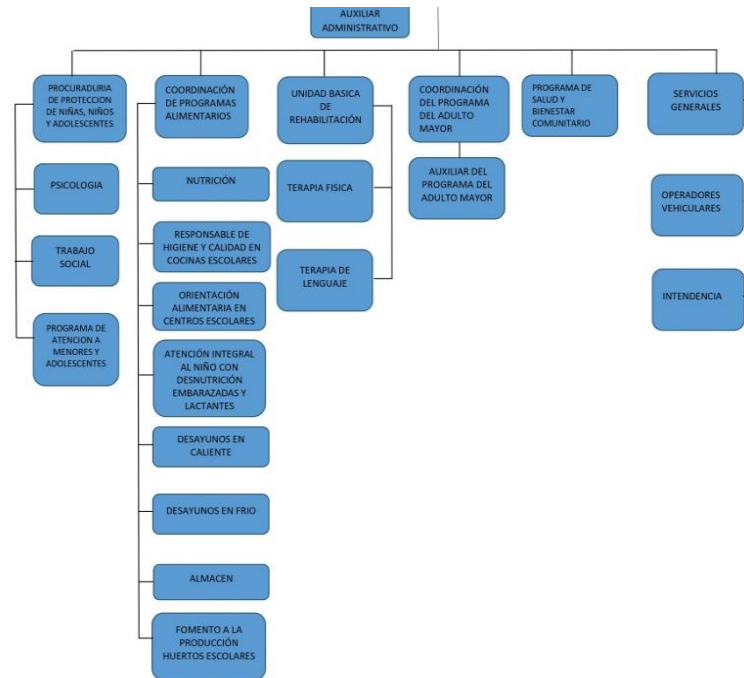 AUXILIAR
ADMINISTRATIVO
PROCURADURIA
DE PROTECCION
DE NIÑAS, NIÑOS
Y ADOLESCENTES
PSICOLOGIA
TRABAJO
SOCIAL
PROGRAMA DE
ATENCION A
MENORES Y
ADOLESCENTES
COORDINACIÓN
DE PROGRAMAS
ALIMENTARIOS
NUTRICIÓN
RESPONSABLE DE
HIGIENE Y CALIDAD EN
COCINAS ESCOLARES
ORIENTACIÓN
ALIMENTARIA EN
CENTROS ESCOLARES
ATENCIÓN INTEGRAL
AL NIÑO CON
DESNUTRICIÓN
EMBARAZADAS Y
LACTANTES
DESAYUNOS EN
CALIENTE
DESAYUNOS EN FRIO
ALMACEN
FOMENTO A LA
PRODUCCIÓN
HUERTOS ESCOLARES
UNIDAD BASICA
DE
REHABILITACIÓN
TERAPIA FISICA
TERAPIA DE
LENGUAJE
COORDINACIÓN
DEL PROGRAMA
DEL ADULTO
MAYOR
AUXILIAR DEL
PROGRAMA DEL
ADULTO MAYOR
PROGRAMA DE
SALUD Y
BIENESTAR
COMUNITARIO
SERVICIOS
GENERALES
OPERADORES
VEHICULARES
INTENDENCIA